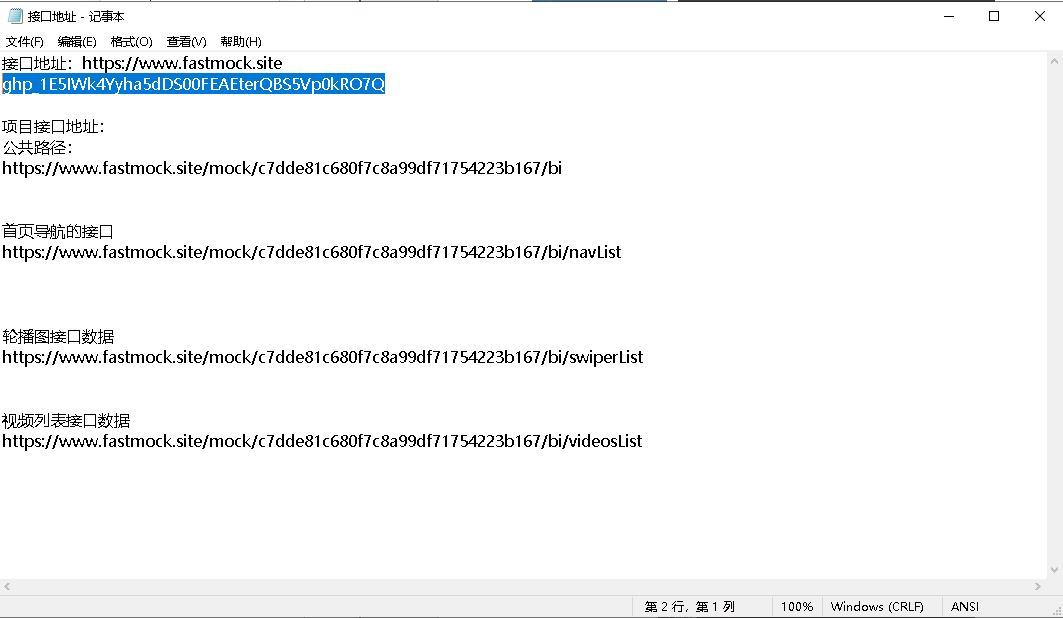 接口地址 - 记事本
文件(F) 编辑(E) 格式(O) 查看(V) 帮助(H)
接口地址：https://www.fastmock.site
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
项目接口地址：
公共路径：
https://www.fastmock.site/mock/c7dde81c680f7c8a99df71754223b167/bi
首页导航的接口
https://www.fastmock.site/mock/c7dde81c680f7c8a99df71754223b167/bi/navList
轮播图接口数据
https://www.fastmock.site/mock/c7dde81c680f7c8a99df71754223b167/bi/swiperList
视频列表接口数据
https://www.fastmock.site/mock/c7dde81c680f7c8a99df71754223b167/bi/videosList
第 2 行，第 1 列 100% Windows (CRLF) ANSI